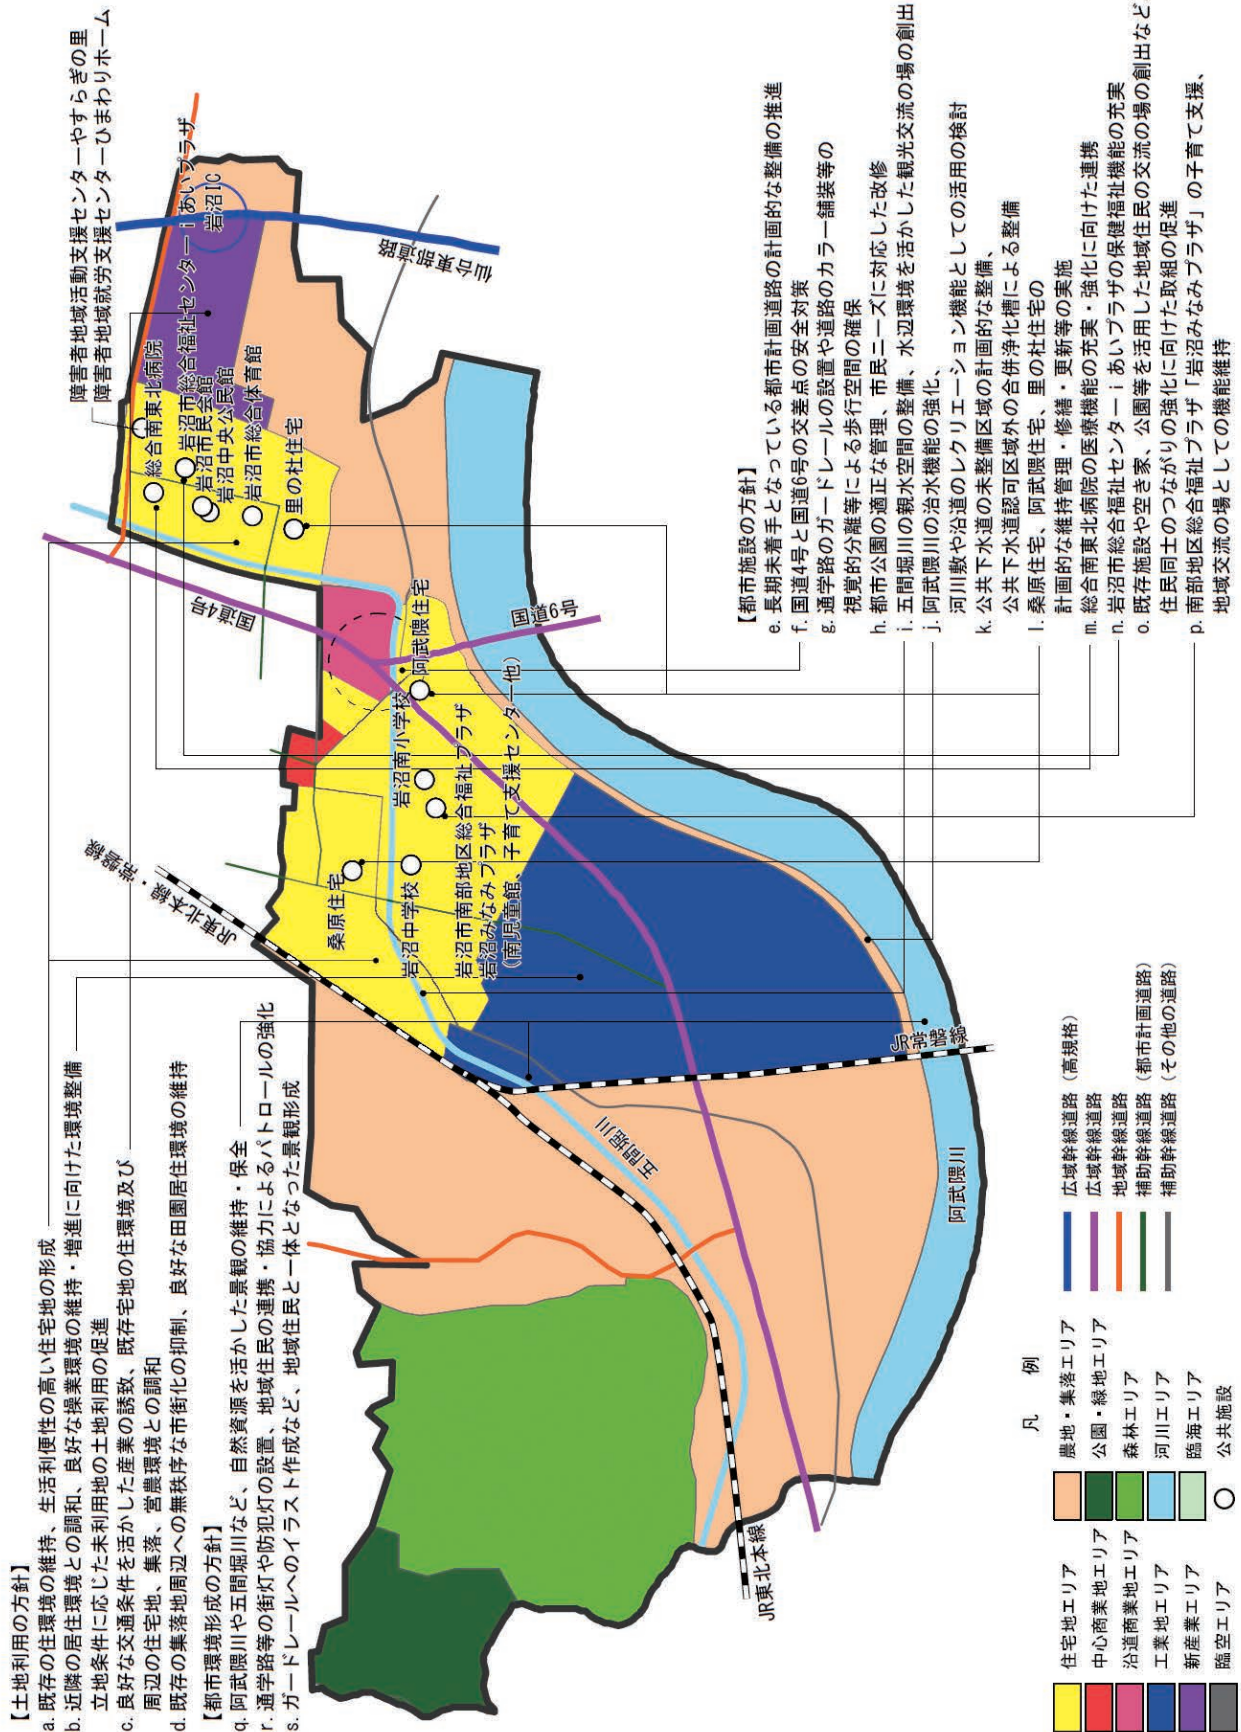 【土地利用の方針】
a. 既存の住環境の維持、生活利便性の高い住宅地の形成
b. 近隣の居住環境との調和、良好な操業環境の維持・増進に向けた環境整備
立地条件に応じた未利用地の土地利用の促進
c. 良好な交通条件を活かした産業の誘致、既存宅地の住環境及び
周辺の住宅地、集落、営農環境との調和
d. 既存の集落地周辺への無秩序な市街化の抑制、良好な田園居住環境の維持
【都市環境形成の方針】
q. 阿武隈川や五間堀川など、自然資源を活かした景観の維持・保全
r. 通学路等の街灯や防犯灯の設置、地域住民の連携・協力によるパトロールの強化
s. ガードレールへのイラスト作成など、地域住民と一体となった景観形成
障害者地域活動支援センターやすらぎの里
障害者地域就労支援センターひまわりホーム
総合南東北病院
岩沼市総合福祉センターｉあいプラザ
岩沼市民会館
岩沼中央公民館
岩沼市総合体育館
里の杜住宅
岩沼IC
仙台東部道路
国道4号
国道6号
阿武隈住宅
岩沼南小学校
岩沼市南部地区総合福祉プラザ
岩沼みなみプラザ
（南児童館、子育て支援センター他）
岩沼中学校
桑原住宅
JR東北本線・常磐線
JR常磐線
五間堀川
阿武隈川
JR東北本線
【都市施設の方針】
e. 長期未着手となっている都市計画道路の計画的な整備の推進
f. 国道4号と国道6号の交差点の安全対策
g. 通学路のガードレールの設置や道路のカラー舗装等の
視覚的分離等による歩行空間の確保
h. 都市公園の適正な管理、市民ニーズに対応した改修
i. 五間堀川の親水空間の整備、水辺環境を活かした観光交流の場の創出
j. 阿武隈川の治水機能の強化、
河川敷や沿道のレクリエーション機能としての活用の検討
k. 公共下水道の未整備区域の計画的な整備、
公共下水道認可区域外の合併浄化槽による整備
l. 桑原住宅、阿武隈住宅、里の杜住宅の
計画的な維持管理・修繕・更新等の実施
m. 総合南東北病院の医療機能の充実・強化に向けた連携
n. 岩沼市総合福祉センターｉあいプラザの保健福祉機能の充実
o. 既存施設や空き家、公園等を活用した地域住民の交流の場の創出など
住民同士のつながりの強化に向けた取組の促進
p. 南部地区総合福祉プラザ「岩沼みなみプラザ」の子育て支援、
地域交流の場としての機能維持
凡　例
住宅地エリア
中心商業地エリア
沿道商業地エリア
工業地エリア
新産業エリア
臨空エリア
農地・集落エリア
公園・緑地エリア
森林エリア
河川エリア
臨海エリア
公共施設
広域幹線道路（高規格）
広域幹線道路
地域幹線道路
補助幹線道路（都市計画道路）
補助幹線道路（その他の道路）